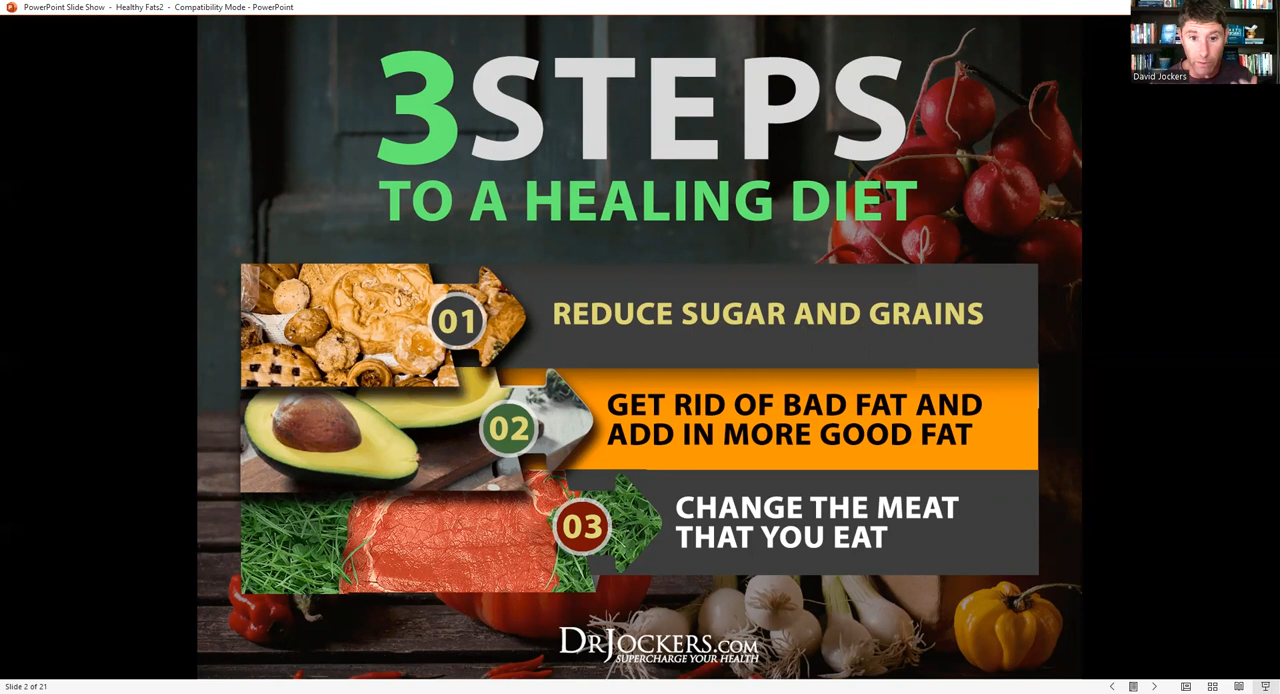 PowerPoint Slide Show - Healthy Fats2 - Compatibility Mode - PowerPoint
David Jockers
3 STEPS
TO A HEALING DIET
01
REDUCE SUGAR AND GRAINS
02
GET RID OF BAD FAT AND
ADD IN MORE GOOD FAT
03
CHANGE THE MEAT
THAT YOU EAT
DRJOCKERS.COM
SUPERCHARGE YOUR HEALTH
Slide 2 of 21